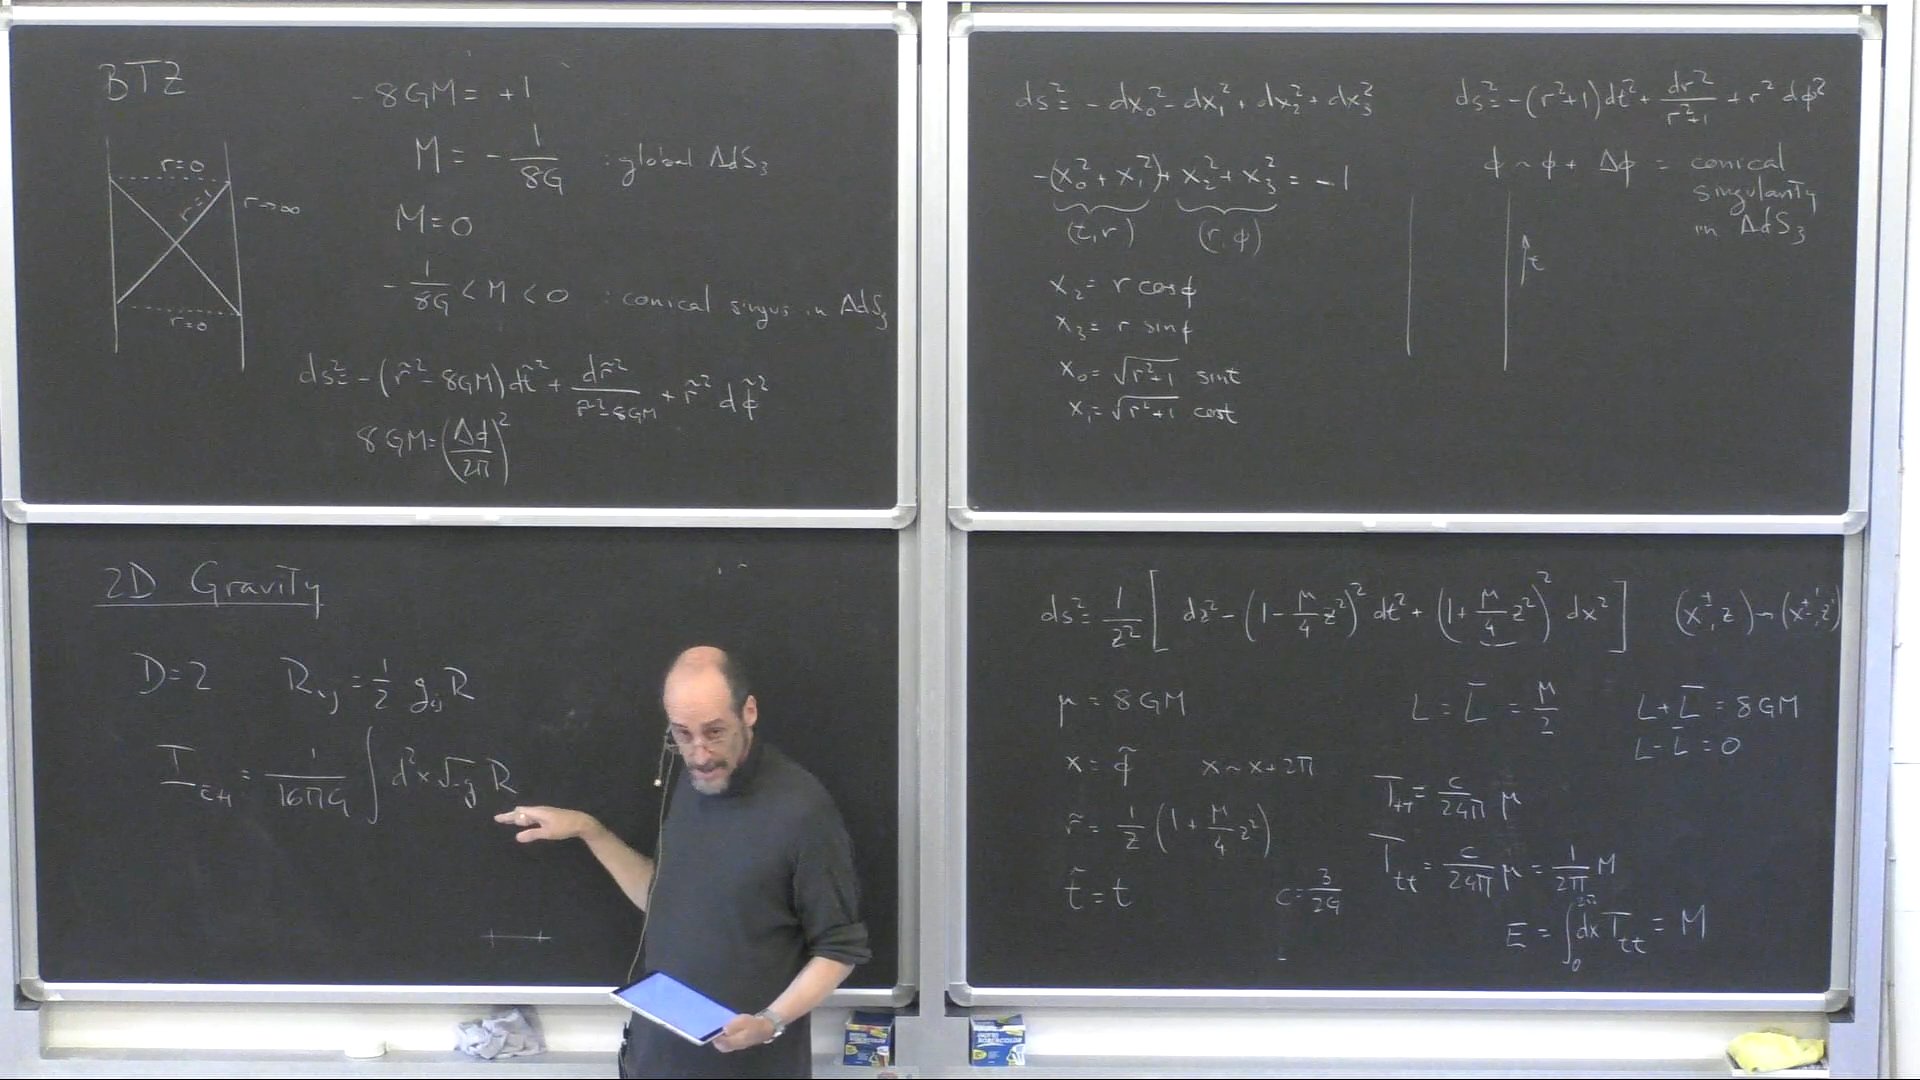 BTZ
-8GM = +1
M = -1/8G : global AdS₃
r=0
r=1
r→∞
r=0
M=0
-1/8G < M < 0 : conical singus in AdS₃
ds² = -(r̃² - 8GM) dt̃² + dr̃²/(r̃² - 8GM) + r̃² dφ̃²
8GM = (Δφ/2π)²
ds² = -dx₀² - dx₁² + dx₂² + dx₃²
-(x₀² + x₁²) + x₂² + x₃² = -1
(t,r) (r,φ)
x₂ = r cosφ
x₃ = r sinφ
x₀ = √(r²+1) sint
x₁ = √(r²+1) cost
ds² = -(r²+1)dt² + dr²/(r²+1) + r² dφ²
φ ~ φ + Δφ = conical
singularity
in AdS₃
t
2D Gravity
D=2 R_ij = 1/2 g_ij R
I_EH = 1/16πG ∫ d²x √-g R
ds² = 1/z² [ dz² - (1 - μ/4 z²)² dt² + (1 + μ/4 z²)² dx² ] (x^±, z) → (x^±', z')
μ = 8GM
x = φ̃ x ~ x + 2π
r̃ = 1/z (1 + μ/4 z²)
t̃ = t
c = 3/2G
L = L̄ = μ/2
L + L̄ = 8GM
L - L̄ = 0
T_±± = c/24π μ
T_tt = c/24π μ = 1/2π M
E = ∫₀^2π dx T_tt = M